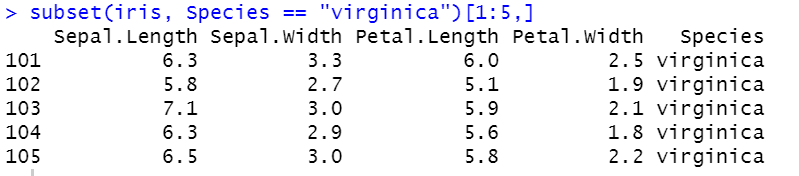 > subset(iris, Species == "virginica")[1:5,]
    Sepal.Length Sepal.Width Petal.Length Petal.Width   Species
101          6.3         3.3          6.0         2.5 virginica
102          5.8         2.7          5.1         1.9 virginica
103          7.1         3.0          5.9         2.1 virginica
104          6.3         2.9          5.6         1.8 virginica
105          6.5         3.0          5.8         2.2 virginica